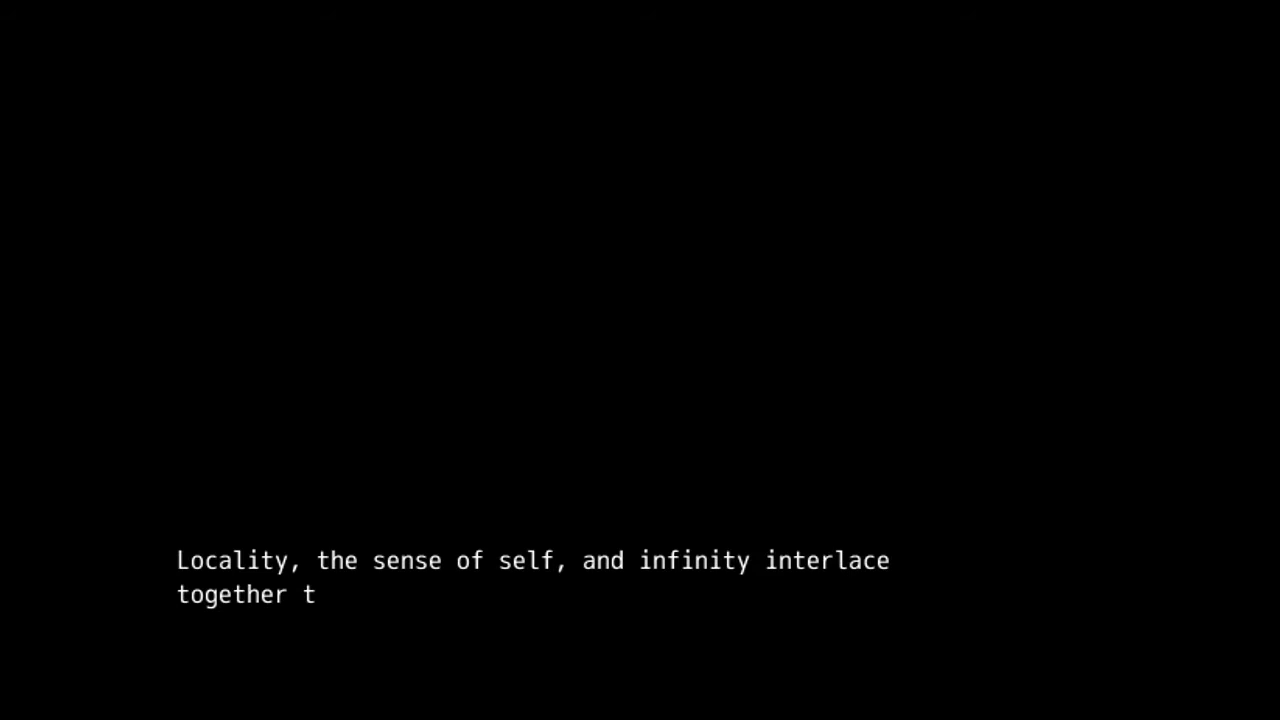 Locality, the sense of self, and infinity interlace
together t